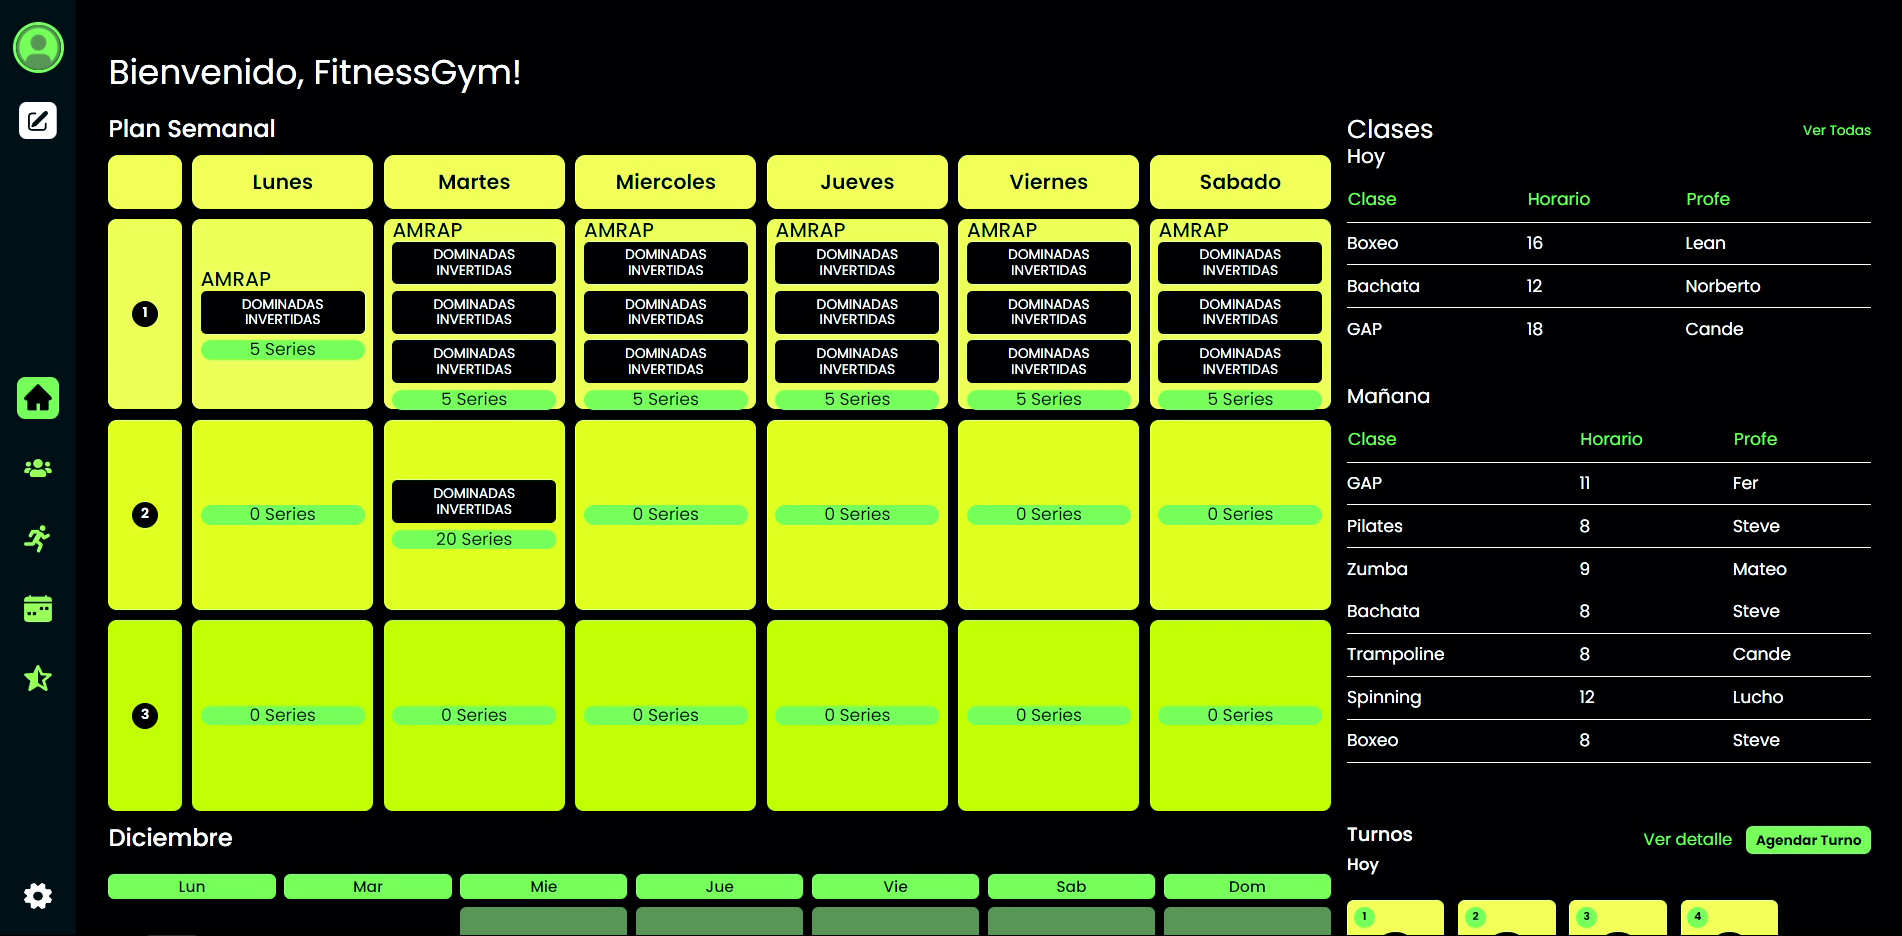 Bienvenido, FitnessGym!
Plan Semanal
Lunes Martes Miercoles Jueves Viernes Sabado
1
AMRAP
DOMINADAS
INVERTIDAS
5 Series
AMRAP
DOMINADAS
INVERTIDAS
DOMINADAS
INVERTIDAS
DOMINADAS
INVERTIDAS
5 Series
AMRAP
DOMINADAS
INVERTIDAS
DOMINADAS
INVERTIDAS
DOMINADAS
INVERTIDAS
5 Series
AMRAP
DOMINADAS
INVERTIDAS
DOMINADAS
INVERTIDAS
DOMINADAS
INVERTIDAS
5 Series
AMRAP
DOMINADAS
INVERTIDAS
DOMINADAS
INVERTIDAS
DOMINADAS
INVERTIDAS
5 Series
AMRAP
DOMINADAS
INVERTIDAS
DOMINADAS
INVERTIDAS
DOMINADAS
INVERTIDAS
5 Series
2
0 Series
DOMINADAS
INVERTIDAS
20 Series
0 Series
0 Series
0 Series
0 Series
3
0 Series
0 Series
0 Series
0 Series
0 Series
0 Series
Diciembre
Lun Mar Mie Jue Vie Sab Dom
Clases
Ver Todas
Hoy
Clase Horario Profe
Boxeo 16 Lean
Bachata 12 Norberto
GAP 18 Cande
Mañana
Clase Horario Profe
GAP 11 Fer
Pilates 8 Steve
Zumba 9 Mateo
Bachata 8 Steve
Trampoline 8 Cande
Spinning 12 Lucho
Boxeo 8 Steve
Turnos
Ver detalle
Agendar Turno
Hoy
1 2 3 4